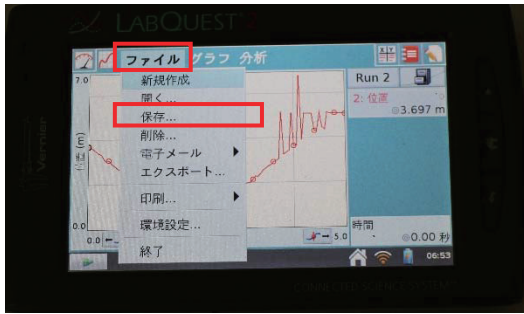 LABQUEST
ファイル グラフ 分析
新規作成
開く...
保存...
削除...
電子メール
エクスポート...
印刷...
環境設定...
終了
7.0
(m)
0.0
0.0
5.0
Run 2
2: 位置
3.697 m
時間
0.00 秒
06:53
Vernier